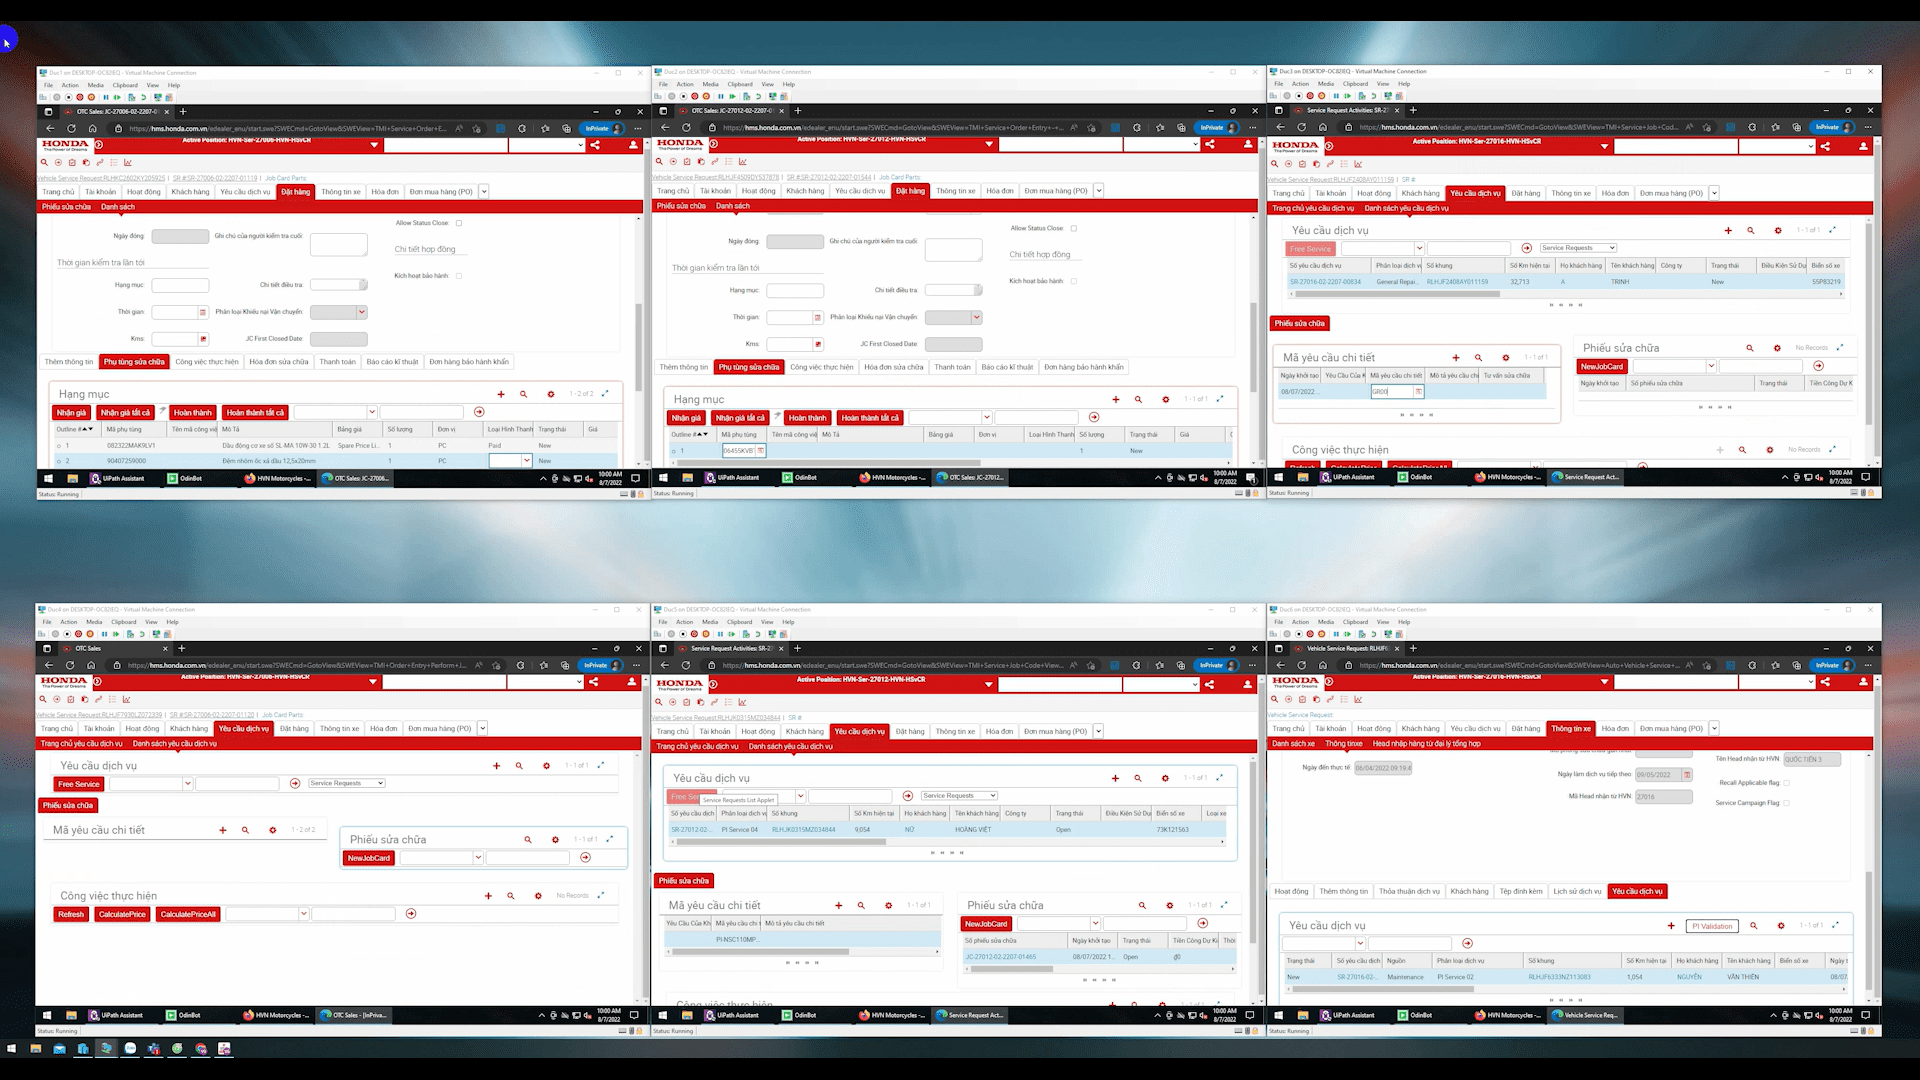 Duc1 on DESKTOP-OC82IEQ - Virtual Machine Connection
File Action Media Clipboard View Help
OTC Sales: JC-27006-02-2207-0
https://hms.honda.com.vn/edealer_enu/start.swe?SWECmd=GotoView&SWEView=TMI+Service+Order+E...
InPrivate
HONDA
The Power of Dreams
Active Position: HVN-Ser-27006-HVN-HSvCR
Vehicle Service Request:RLHKC2602KY205925 | SR #:SR-27006-02-2207-01119 | Job Card Parts:
Trang chủ Tài khoản Hoạt động Khách hàng Yêu cầu dịch vụ Đặt hàng Thông tin xe Hóa đơn Đơn mua hàng (PO)
Phiếu sửa chữa Danh sách
Allow Status Close:
Ngày đóng: Ghi chú của người kiểm tra cuối:
Chi tiết hợp đồng
Thời gian kiểm tra lần tới
Kích hoạt bảo hành:
Hạng mục: Chi tiết điều tra:
Thời gian: Phân loại Khiếu nại Vận chuyển:
Kms: JC First Closed Date:
Thêm thông tin Phụ tùng sửa chữa Công việc thực hiện Hóa đơn sửa chữa Thanh toán Báo cáo kĩ thuật Đơn hàng bảo hành khẩn
Hạng mục 1 - 2 of 2
Nhận giá Nhận giá tất cả Hoàn thành Hoàn thành tất cả
Outline # Mã phụ tùng Tên mã công việ Mô Tả Bảng giá Số lượng Đơn vị Loại Hình Thanh Trạng thái Giá
1 082322MAK9LV1 Dầu động cơ xe số SL MA 10W-30 1.2L Spare Price Li... 1 PC Paid New
2 90407259000 Đệm nhôm ốc xả dầu 12,5x20mm 1 PC New
UiPath Assistant OdinBot HVN Motorcycles -... OTC Sales: JC-27006...
10:00 AM
8/7/2022
Status: Running
Duc2 on DESKTOP-OC82IEQ - Virtual Machine Connection
File Action Media Clipboard View Help
OTC Sales: JC-27012-02-2207-0
https://hms.honda.com.vn/edealer_enu/start.swe?SWECmd=GotoView&SWEView=TMI+Service+Order+Entry+-+...
InPrivate
HONDA
The Power of Dreams
Active Position: HVN-Ser-27012-HVN-HSvCR
Vehicle Service Request:RLHJF4509DY537878 | SR #:SR-27012-02-2207-01544 | Job Card Parts:
Trang chủ Tài khoản Hoạt động Khách hàng Yêu cầu dịch vụ Đặt hàng Thông tin xe Hóa đơn Đơn mua hàng (PO)
Phiếu sửa chữa Danh sách
Allow Status Close:
Ngày đóng: Ghi chú của người kiểm tra cuối:
Chi tiết hợp đồng
Thời gian kiểm tra lần tới
Kích hoạt bảo hành:
Hạng mục: Chi tiết điều tra:
Thời gian: Phân loại Khiếu nại Vận chuyển:
Kms: JC First Closed Date:
Thêm thông tin Phụ tùng sửa chữa Công việc thực hiện Hóa đơn sửa chữa Thanh toán Báo cáo kĩ thuật Đơn hàng bảo hành khẩn
Hạng mục 1 - 1 of 1
Nhận giá Nhận giá tất cả Hoàn thành Hoàn thành tất cả
Outline # Mã phụ tùng Tên mã công việ Mô Tả Bảng giá Đơn vị Loại Hình Thanh Số lượng Trạng thái Giá
1 06455KVB 1 New
UiPath Assistant OdinBot HVN Motorcycles -... OTC Sales: JC-27012...
10:00 AM
8/7/2022
Status: Running
Duc3 on DESKTOP-OC82IEQ - Virtual Machine Connection
File Action Media Clipboard View Help
Service Request Activities: SR-2
https://hms.honda.com.vn/edealer_enu/start.swe?SWECmd=GotoView&SWEView=TMI+Service+Job+Cod...
InPrivate
HONDA
The Power of Dreams
Active Position: HVN-Ser-27016-HVN-HSvCR
Vehicle Service Request:RLHJF2408AY011159 | SR #:
Trang chủ Tài khoản Hoạt động Khách hàng Yêu cầu dịch vụ Đặt hàng Thông tin xe Hóa đơn Đơn mua hàng (PO)
Trang chủ yêu cầu dịch vụ Danh sách yêu cầu dịch vụ
Yêu cầu dịch vụ 1 - 1 of 1
Free Service Service Requests
Số yêu cầu dịch vụ Phân loại dịch v Số khung Số Km hiện tại Họ khách hàng Tên khách hàng Công ty Trạng thái Điều Kiện Sử Dụ Biển số xe
SR-27016-02-2207-00834 General Repai... RLHJF2408AY011159 32,713 A TRINH New 55P83219
Phiếu sửa chữa
Mã yêu cầu chi tiết 1 - 1 of 1
Ngày khởi tạo Yêu Cầu Của K Mã yêu cầu chi tiết Mô tả yêu cầu chi Tư vấn sửa chữa
08/07/2022... GR00
Phiếu sửa chữa No Records
NewJobCard
Ngày khởi tạo Số phiếu sửa chữa Trạng thái Tiền Công Dự K
Công việc thực hiện No Records
Refresh CalculatePrice CalculatePriceAll
UiPath Assistant OdinBot HVN Motorcycles -... Service Request Act...
10:00 AM
8/7/2022
Status: Running
Duc4 on DESKTOP-OC82IEQ - Virtual Machine Connection
File Action Media Clipboard View Help
OTC Sales
https://hms.honda.com.vn/edealer_enu/start.swe?SWECmd=GotoView&SWEView=TMI+Order+Entry+Perform+J...
InPrivate
HONDA
The Power of Dreams
Active Position: HVN-Ser-27006-HVN-HSvCR
Vehicle Service Request:RLHJF7930LZ072339 | SR #:SR-27006-02-2207-01120 | Job Card Parts:
Trang chủ Tài khoản Hoạt động Khách hàng Yêu cầu dịch vụ Đặt hàng Thông tin xe Hóa đơn Đơn mua hàng (PO)
Trang chủ yêu cầu dịch vụ Danh sách yêu cầu dịch vụ
Yêu cầu dịch vụ 1 - 1 of 1
Free Service Service Requests
Phiếu sửa chữa
Mã yêu cầu chi tiết 1 - 2 of 2
Phiếu sửa chữa 1 - 1 of 1
NewJobCard
Công việc thực hiện No Records
Refresh CalculatePrice CalculatePriceAll
UiPath Assistant OdinBot HVN Motorcycles -... OTC Sales - [InPriva...
10:00 AM
8/7/2022
Status: Running
Duc5 on DESKTOP-OC82IEQ - Virtual Machine Connection
File Action Media Clipboard View Help
Service Request Activities: SR-2
https://hms.honda.com.vn/edealer_enu/start.swe?SWECmd=GotoView&SWEView=TMI+Service+Job+Code+View...
InPrivate
HONDA
The Power of Dreams
Active Position: HVN-Ser-27012-HVN-HSvCR
Vehicle Service Request:RLHJK0315MZ034844 | SR #
Trang chủ Tài khoản Hoạt động Khách hàng Yêu cầu dịch vụ Đặt hàng Thông tin xe Hóa đơn Đơn mua hàng (PO)
Trang chủ yêu cầu dịch vụ Danh sách yêu cầu dịch vụ
Yêu cầu dịch vụ 1 - 1 of 1
Free Ser Service Requests List Applet Service Requests
Số yêu cầu dịch Phân loại dịch v Số khung Số Km hiện tại Họ khách hàng Tên khách hàng Công ty Trạng thái Điều Kiện Sử Dụ Biển số xe Loại xe
SR-27012-02-... PI Service 04 RLHJK0315MZ034844 9,054 NỮ HOÀNG VIỆT Open 73K121563
Phiếu sửa chữa
Mã yêu cầu chi tiết 1 - 1 of 1
Yêu Cầu Của Kh Mã yêu cầu chi Mô tả yêu cầu chi tiết
PI-NSC110MP...
Phiếu sửa chữa 1 - 1 of 1
NewJobCard
Số phiếu sửa chữa Ngày khởi tạo Trạng thái Tiền Công Dự Ki Thời
JC-27012-02-2207-01465 08/07/2022 1... Open ₫0
Công việc thực hiện 1 - 1 of 1
UiPath Assistant OdinBot HVN Motorcycles -... Service Request Act...
10:00 AM
8/7/2022
Status: Running
Duc6 on DESKTOP-OC82IEQ - Virtual Machine Connection
File Action Media Clipboard View Help
Vehicle Service Request: RLHJF
https://hms.honda.com.vn/edealer_enu/start.swe?SWECmd=GotoView&SWEView=Auto+Vehicle+Service+...
InPrivate
HONDA
The Power of Dreams
Active Position: HVN-Ser-27016-HVN-HSvCR
Vehicle Service Request:
Trang chủ Tài khoản Hoạt động Khách hàng Yêu cầu dịch vụ Đặt hàng Thông tin xe Hóa đơn Đơn mua hàng (PO)
Danh sách xe Thông tinxe Head nhập hàng từ đại lý tổng hợp
Tên Head nhận từ HVN: QUỐC TIẾN 3
Ngày đến thực tế: 06/04/2022 09:19:4 Ngày làm dịch vụ tiếp theo: 09/05/2022 Recall Applicable flag:
Mã Head nhận từ HVN: 27016 Service Campaign Flag:
Hoạt động Thêm thông tin Thỏa thuận dịch vụ Khách hàng Tệp đính kèm Lịch sử dịch vụ Yêu cầu dịch vụ
Yêu cầu dịch vụ PI Validation 1 - 1 of 1
Trạng thái Số yêu cầu dịch Nguồn Phân loại dịch vụ Số khung Số Km hiện tại Họ khách hàng Tên khách hàng Biển số xe Ngày t
New SR-27016-02-... Maintenance PI Service 02 RLHJF6333NZ113083 1,054 NGUYỄN VĂN THIÊN 08/07
UiPath Assistant OdinBot HVN Motorcycles -... Vehicle Service Req...
10:00 AM
8/7/2022
Status: Running